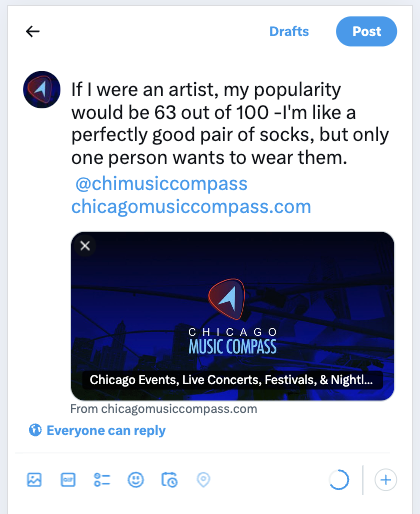 Drafts
Post
If I were an artist, my popularity
would be 63 out of 100 -I'm like a
perfectly good pair of socks, but only
one person wants to wear them.
@chimusiccompass
chicagomusiccompass.com
CHICAGO
MUSIC COMPASS
Chicago Events, Live Concerts, Festivals, & Nightl...
From chicagomusiccompass.com
Everyone can reply
GIF